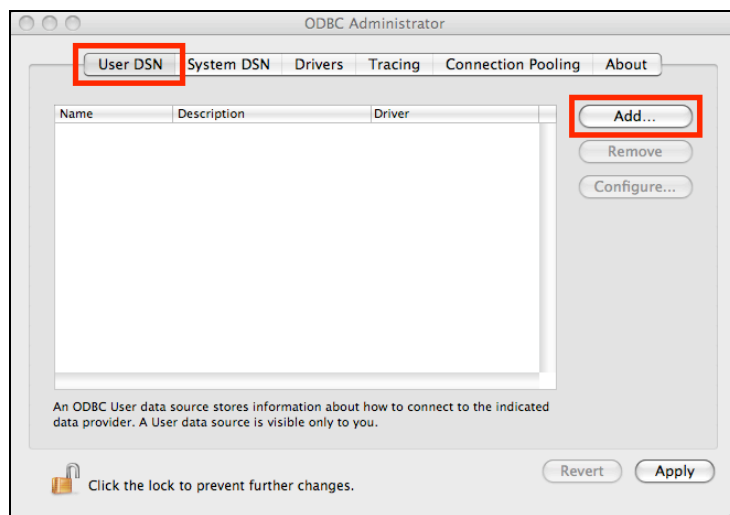 ODBC Administrator
User DSN System DSN Drivers Tracing Connection Pooling About
Name Description Driver
Add...
Remove
Configure...
An ODBC User data source stores information about how to connect to the indicated
data provider. A User data source is visible only to you.
Click the lock to prevent further changes.
Revert Apply